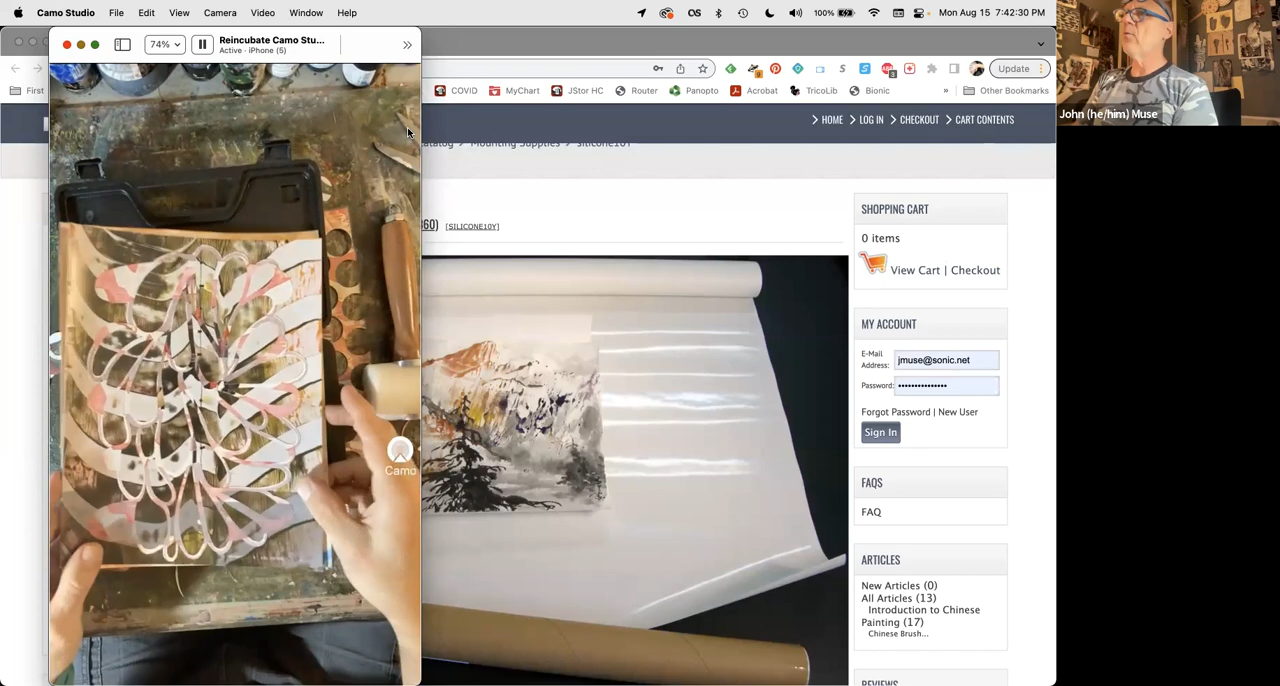 Camo Studio File Edit View Camera Video Window Help
100% Mon Aug 15 7:42:30 PM
74% Reincubate Camo Stu...
Active · iPhone (5)
Update
First COVID MyChart JStor HC Router Panopto Acrobat TricoLib Bionic » Other Bookmarks
HOME LOG IN CHECKOUT CART CONTENTS
Mounting Supplies > silicone101
360) [SILICONE10Y]
SHOPPING CART
0 items
View Cart | Checkout
MY ACCOUNT
E-Mail
Address: jmuse@sonic.net
Password: •••••••••••••••
Forgot Password | New User
Sign In
FAQS
FAQ
ARTICLES
New Articles (0)
All Articles (13)
Introduction to Chinese
Painting (17)
Chinese Brush...
REVIEWS
Camo
John (he/him) Muse